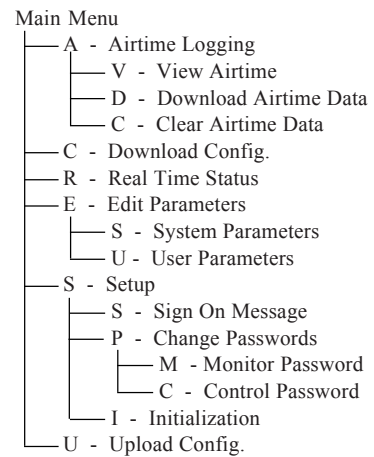 Main Menu
A - Airtime Logging
V - View Airtime
D - Download Airtime Data
C - Clear Airtime Data
C - Download Config.
R - Real Time Status
E - Edit Parameters
S - System Parameters
U - User Parameters
S - Setup
S - Sign On Message
P - Change Passwords
M - Monitor Password
C - Control Password
I - Initialization
U - Upload Config.